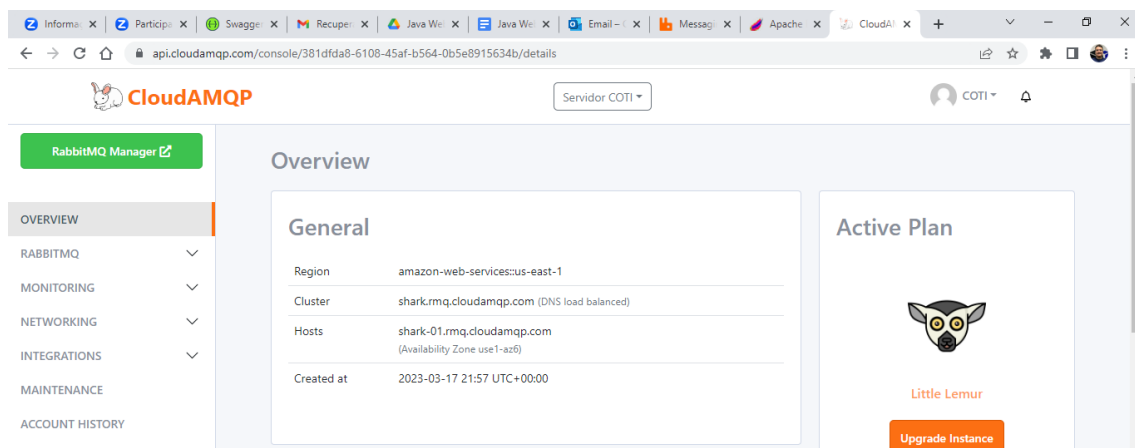 Informa
Participa
Swagge
Recuper
Java We
Java We
Email – 
Messag
Apache
CloudA
api.cloudamqp.com/console/381dfda8-6108-45af-b564-0b5e8915634b/details
CloudAMQP
Servidor COTI
COTI
RabbitMQ Manager
OVERVIEW
RABBITMQ
MONITORING
NETWORKING
INTEGRATIONS
MAINTENANCE
ACCOUNT HISTORY
Overview
General
Region amazon-web-services::us-east-1
Cluster shark.rmq.cloudamqp.com (DNS load balanced)
Hosts shark-01.rmq.cloudamqp.com
(Availability Zone use1-az6)
Created at 2023-03-17 21:57 UTC+00:00
Active Plan
Little Lemur
Upgrade Instance